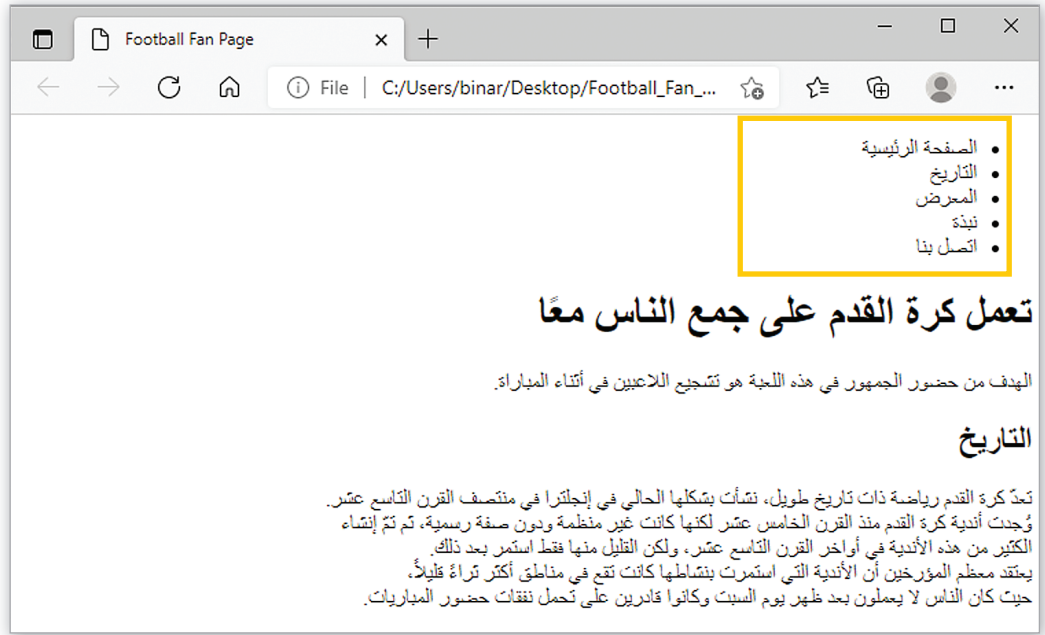 Football Fan Page
File | C:/Users/binar/Desktop/Football_Fan_...
الصفحة الرئيسية
التاريخ
المعرض
نبذة
اتصل بنا
تعمل كرة القدم على جمع الناس معًا
الهدف من حضور الجمهور في هذه اللعبة هو تشجيع اللاعبين في أثناء المباراة.
التاريخ
تعدّ كرة القدم رياضة ذات تاريخ طويل، نشأت بشكلها الحالي في إنجلترا في منتصف القرن التاسع عشر.
وُجدت أندية كرة القدم منذ القرن الخامس عشر لكنها كانت غير منظمة ودون صفة رسمية، ثم تمّ إنشاء
الكثير من هذه الأندية في أواخر القرن التاسع عشر، ولكن القليل منها فقط استمر بعد ذلك.
يعتقد معظم المؤرخين أن الأندية التي استمرت بنشاطها كانت تقع في مناطق أكثر ثراءً قليلاً،
حيث كان الناس لا يعملون بعد ظهر يوم السبت وكانوا قادرين على تحمل نفقات حضور المباريات.